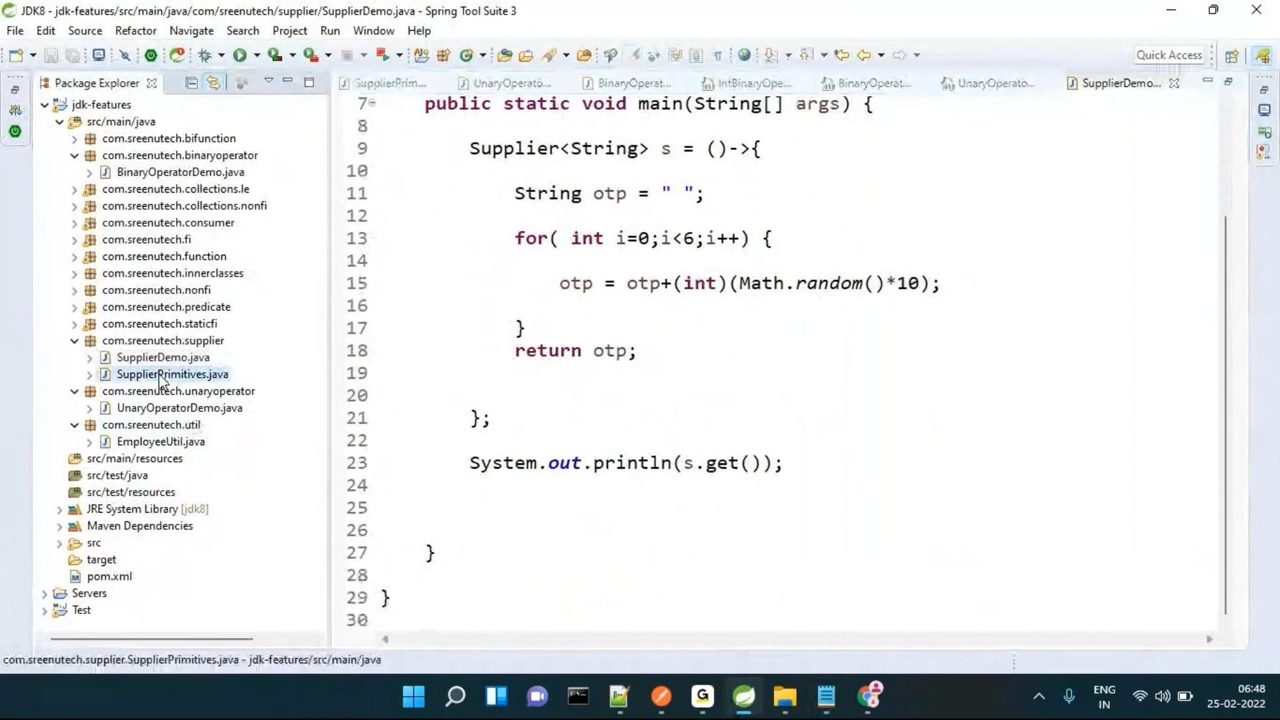 JDK8 - jdk-features/src/main/java/com/sreenutech/supplier/SupplierDemo.java - Spring Tool Suite 3
File Edit Source Refactor Navigate Search Project Run Window Help
Quick Access
Package Explorer
SupplierPrim... UnaryOperato... BinaryOperat... IntBinaryOpe... BinaryOperat... UnaryOperato... SupplierDemo...
jdk-features
src/main/java
com.sreenutech.bifunction
com.sreenutech.binaryoperator
BinaryOperatorDemo.java
com.sreenutech.collections.le
com.sreenutech.collections.nonfi
com.sreenutech.consumer
com.sreenutech.fi
com.sreenutech.function
com.sreenutech.innerclasses
com.sreenutech.nonfi
com.sreenutech.predicate
com.sreenutech.staticfi
com.sreenutech.supplier
SupplierDemo.java
SupplierPrimitives.java
com.sreenutech.unaryoperator
UnaryOperatorDemo.java
com.sreenutech.util
EmployeeUtil.java
src/main/resources
src/test/java
src/test/resources
JRE System Library [jdk8]
Maven Dependencies
src
target
pom.xml
Servers
Test
7 public static void main(String[] args) {
8
9 Supplier<String> s = ()->{
10
11 String otp = " ";
12
13 for( int i=0;i<6;i++) {
14
15 otp = otp+(int)(Math.random()*10);
16
17 }
18 return otp;
19
20
21 };
22
23 System.out.println(s.get());
24
25
26
27 }
28
29 }
30
com.sreenutech.supplier.SupplierPrimitives.java - jdk-features/src/main/java
ENG
IN
06:48
25-02-2022